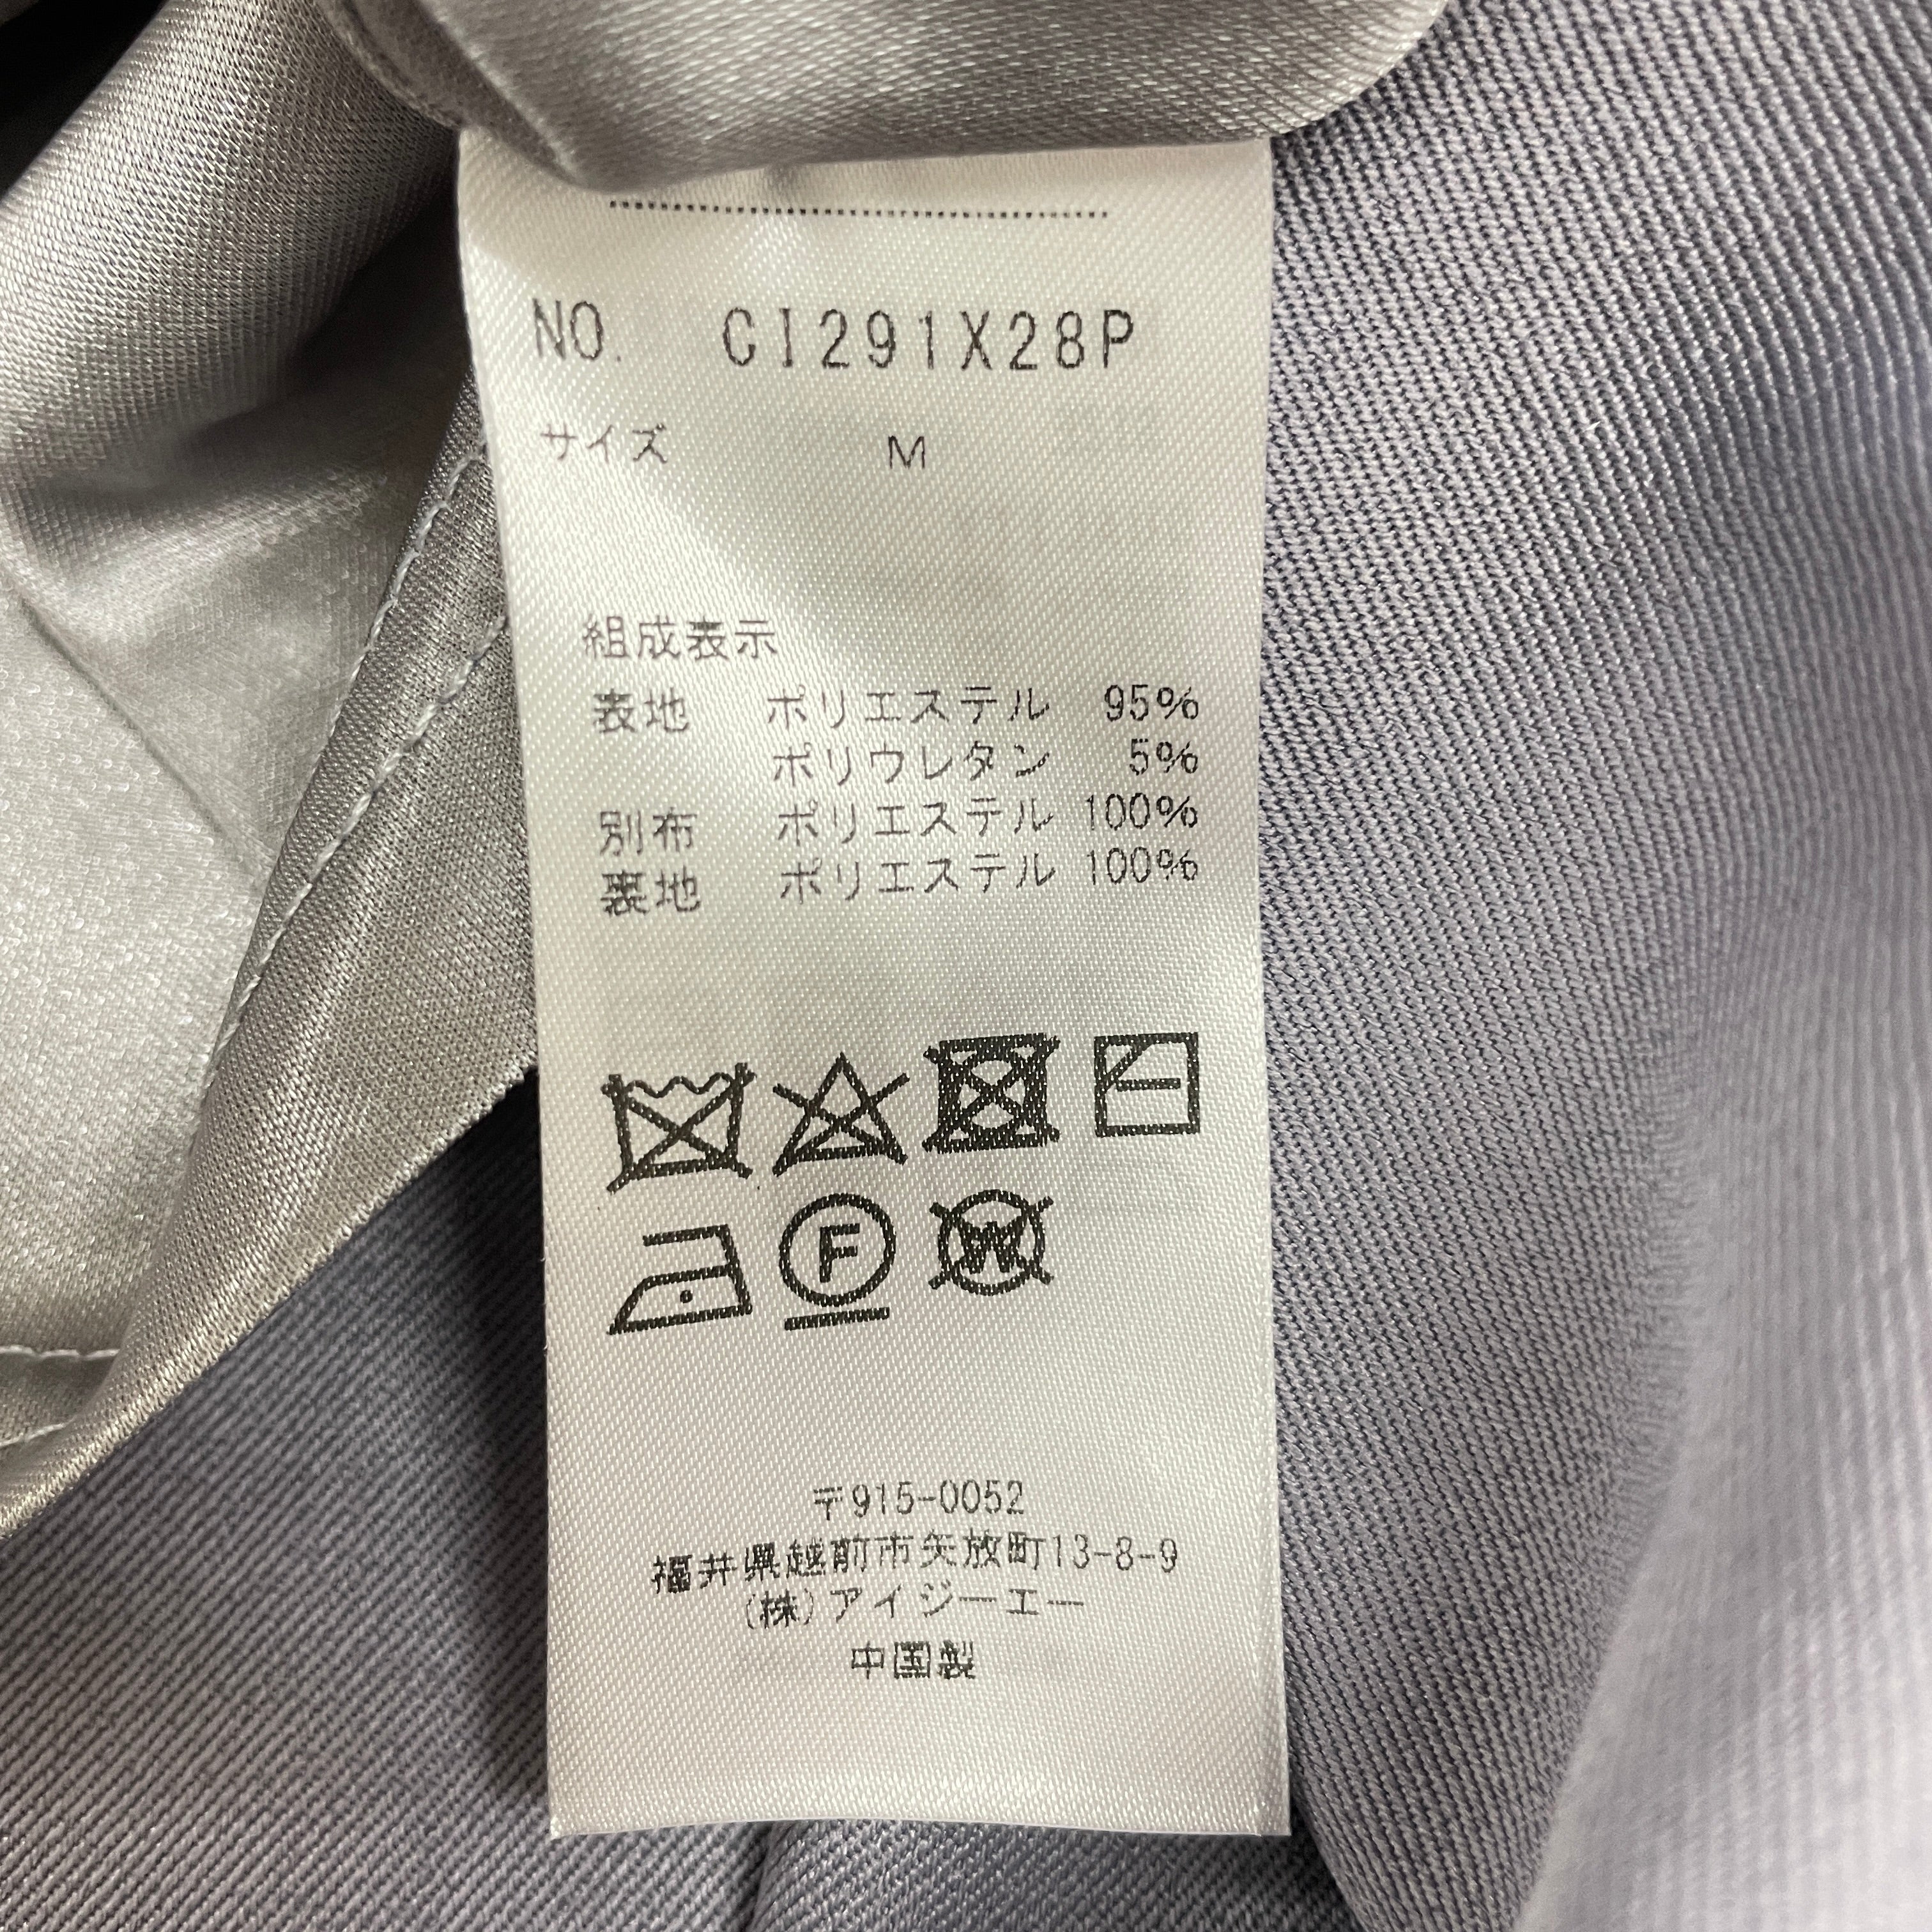 NO. CI291X28P
サイズ M
組成表示
表地 ポリエステル 95%
ポリウレタン 5%
別布 ポリエステル 100%
裏地 ポリエステル 100%
F W
〒915-0052
福井県越前市矢放町13-8-9
(株)アイジーエー
中国製